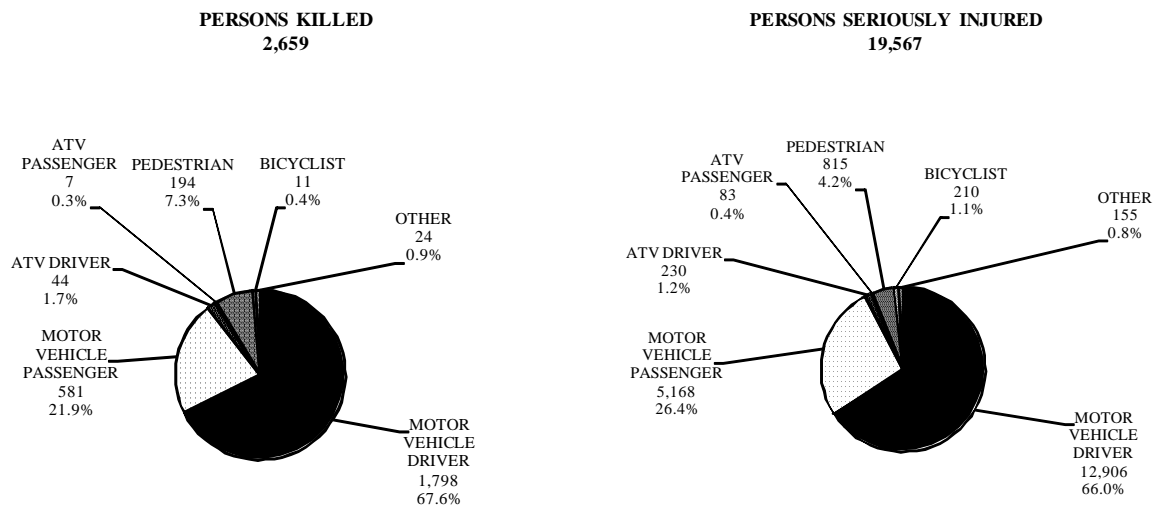 PERSONS KILLED
2,659
ATV
PASSENGER
7
0.3%
PEDESTRIAN
194
7.3%
BICYCLIST
11
0.4%
OTHER
24
0.9%
ATV DRIVER
44
1.7%
MOTOR
VEHICLE
PASSENGER
581
21.9%
MOTOR
VEHICLE
DRIVER
1,798
67.6%
PERSONS SERIOUSLY INJURED
19,567
ATV
PASSENGER
83
0.4%
PEDESTRIAN
815
4.2%
BICYCLIST
210
1.1%
OTHER
155
0.8%
ATV DRIVER
230
1.2%
MOTOR
VEHICLE
PASSENGER
5,168
26.4%
MOTOR
VEHICLE
DRIVER
12,906
66.0%